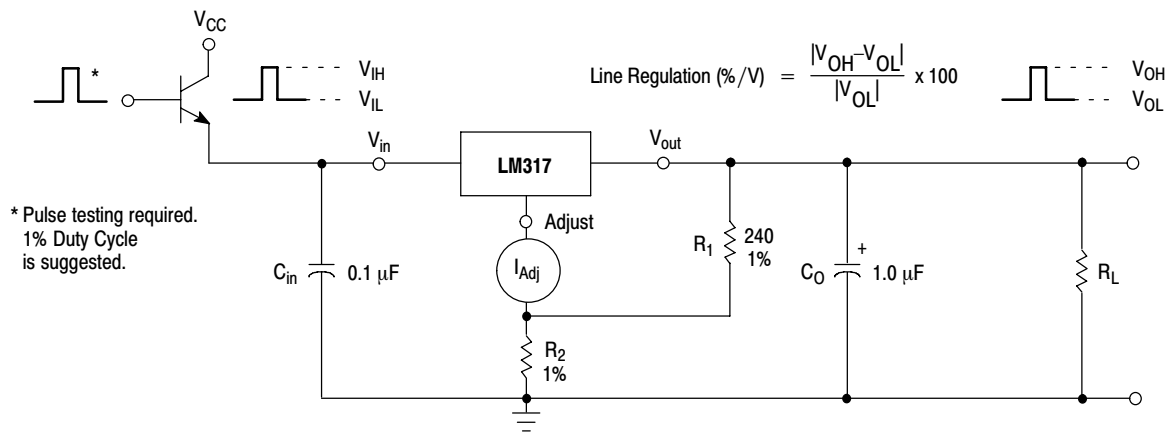 VCC
*
VIH
VIL
Line Regulation (%/V) = |VOH–VOL| / |VOL| x 100
VOH
VOL
Vin
LM317
Vout
* Pulse testing required.
1% Duty Cycle
is suggested.
Adjust
IAdj
Cin
0.1 μF
R1
240
1%
CO
+
1.0 μF
RL
R2
1%